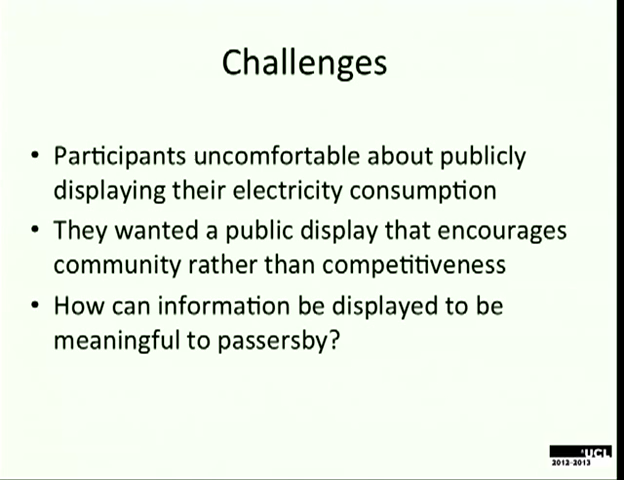 Challenges
• Participants uncomfortable about publicly
displaying their electricity consumption
• They wanted a public display that encourages
community rather than competitiveness
• How can information be displayed to be
meaningful to passersby?
UCL
2012-2013